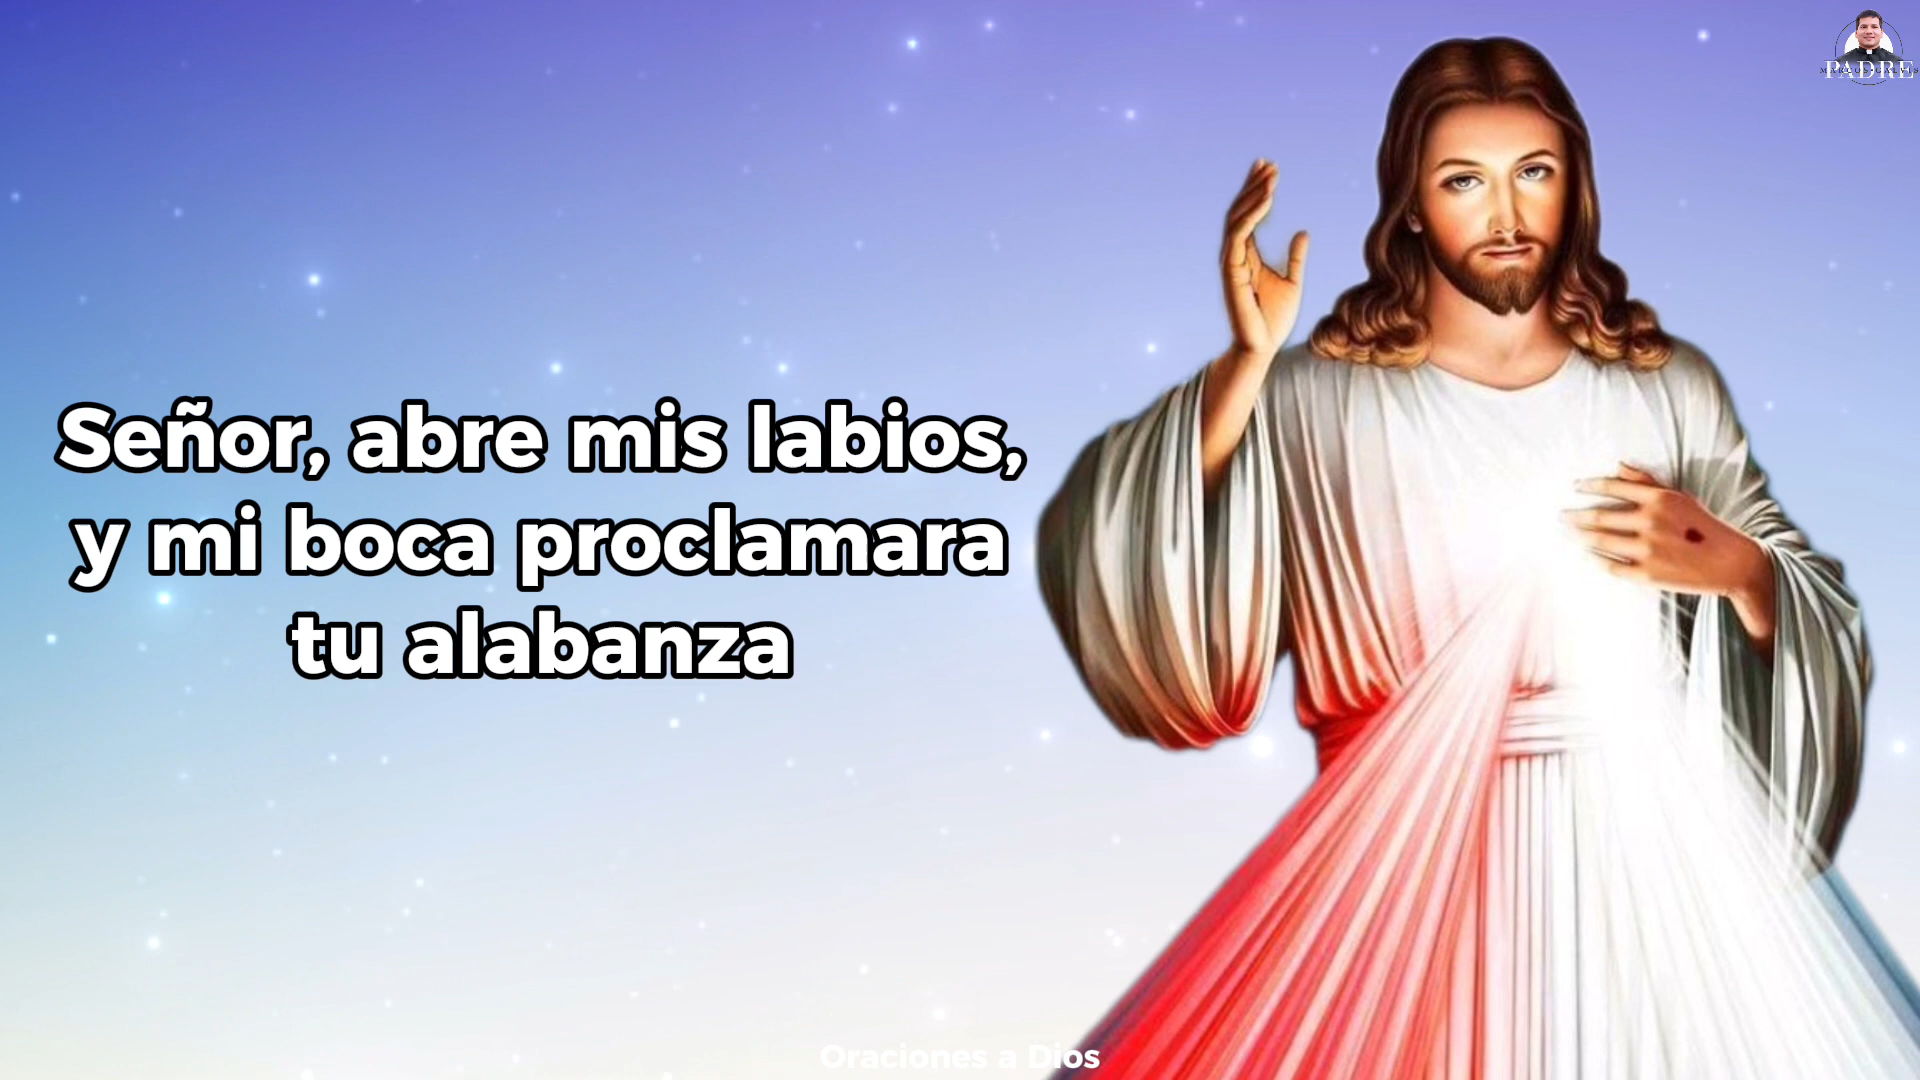 PADRE
Señor, abre mis labios,
y mi boca proclamara
tu alabanza
Oraciones a Dios